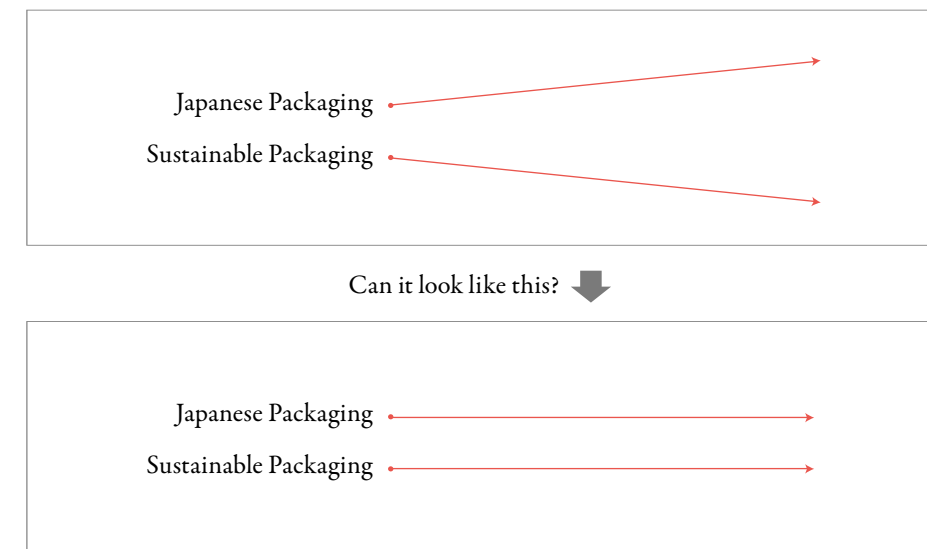 Japanese Packaging
Sustainable Packaging
Can it look like this?
Japanese Packaging
Sustainable Packaging